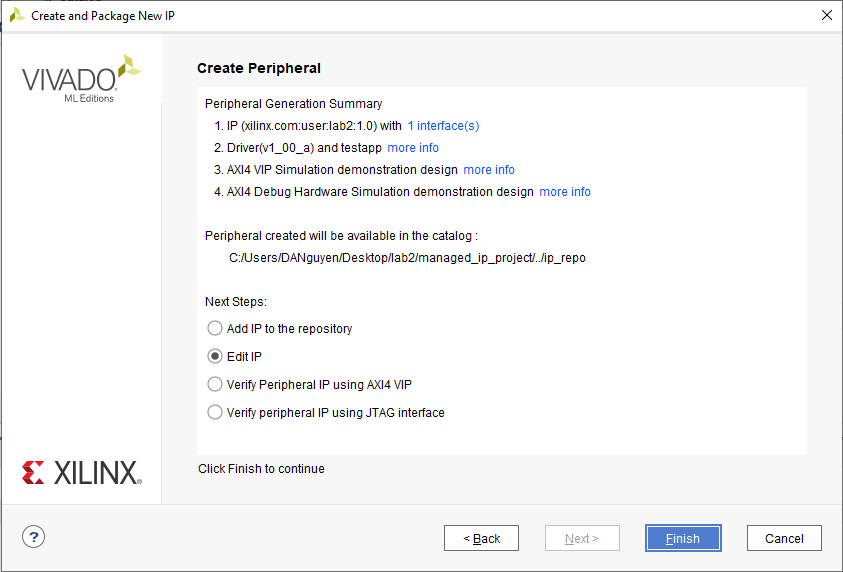 Create and Package New IP
VIVADO
ML Editions
Create Peripheral
Peripheral Generation Summary
1. IP (xilinx.com:user:lab2:1.0) with 1 interface(s)
2. Driver(v1_00_a) and testapp more info
3. AXI4 VIP Simulation demonstration design more info
4. AXI4 Debug Hardware Simulation demonstration design more info
Peripheral created will be available in the catalog :
C:/Users/DANguyen/Desktop/lab2/managed_ip_project/../ip_repo
Next Steps:
Add IP to the repository
Edit IP
Verify Peripheral IP using AXI4 VIP
Verify peripheral IP using JTAG interface
XILINX
Click Finish to continue
? < Back Next > Finish Cancel